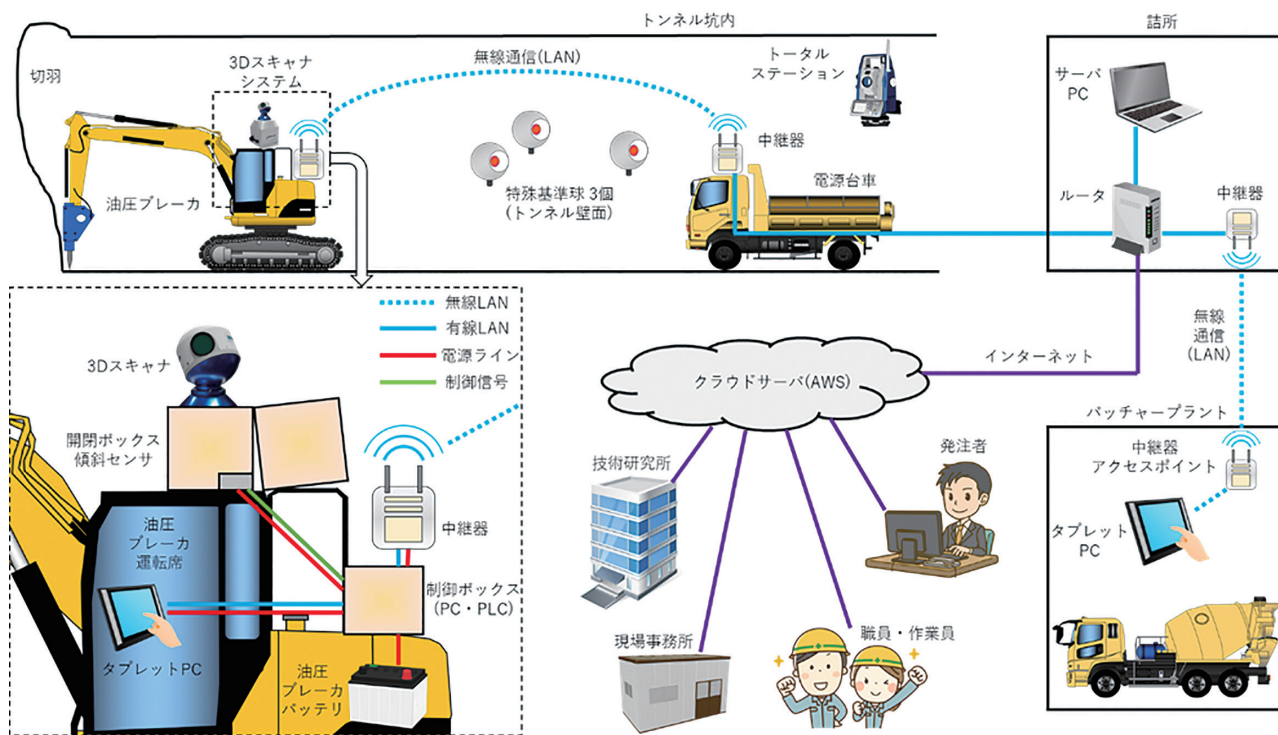 トンネル坑内
切羽
3Dスキャナ
システム
無線通信(LAN)
トータル
ステーション
油圧ブレーカ
特殊基準球 3個
(トンネル壁面)
中継器
電源台車
詰所
サーバ
PC
ルータ
中継器
無線
通信
(LAN)
無線LAN
有線LAN
電源ライン
制御信号
3Dスキャナ
開閉ボックス
傾斜センサ
中継器
油圧
ブレーカ
運転席
制御ボックス
(PC・PLC)
タブレットPC
油圧
ブレーカ
バッテリ
インターネット
クラウドサーバ(AWS)
技術研究所
発注者
現場事務所
職員・作業員
バッチャープラント
中継器
アクセスポイント
タブレット
PC